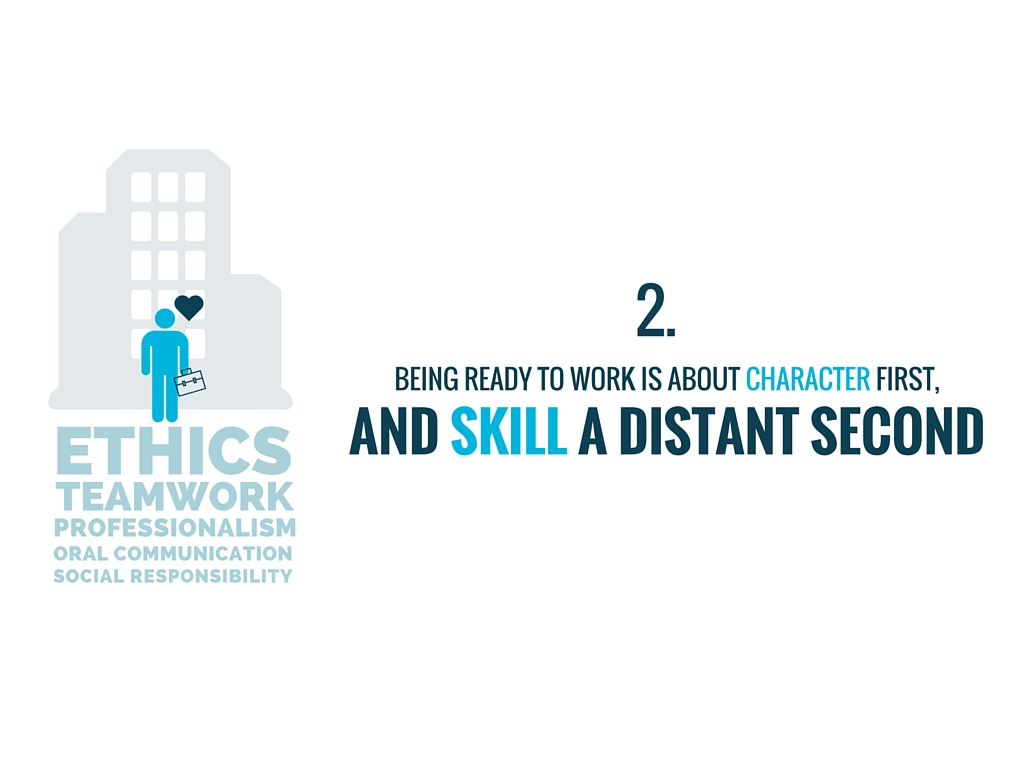 ETHICS
TEAMWORK
PROFESSIONALISM
ORAL COMMUNICATION
SOCIAL RESPONSIBILITY
2.
BEING READY TO WORK IS ABOUT CHARACTER FIRST,
AND SKILL A DISTANT SECOND